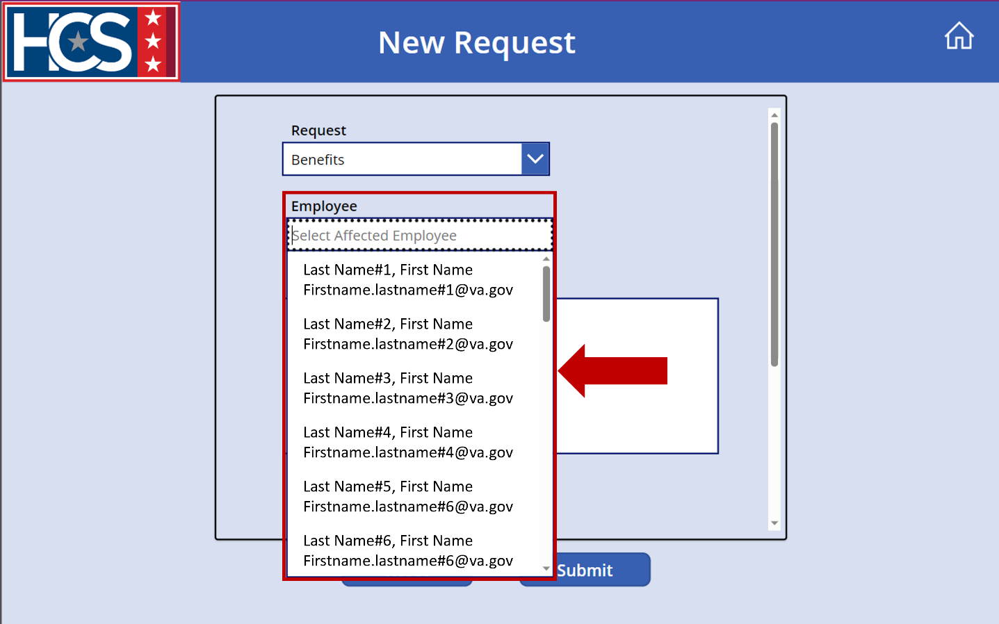 HCS
New Request
Request
Benefits
Employee
Select Affected Employee
Last Name#1, First Name
Firstname.lastname#1@va.gov
Last Name#2, First Name
Firstname.lastname#2@va.gov
Last Name#3, First Name
Firstname.lastname#3@va.gov
Last Name#4, First Name
Firstname.lastname#4@va.gov
Last Name#5, First Name
Firstname.lastname#6@va.gov
Last Name#6, First Name
Firstname.lastname#6@va.gov
Submit